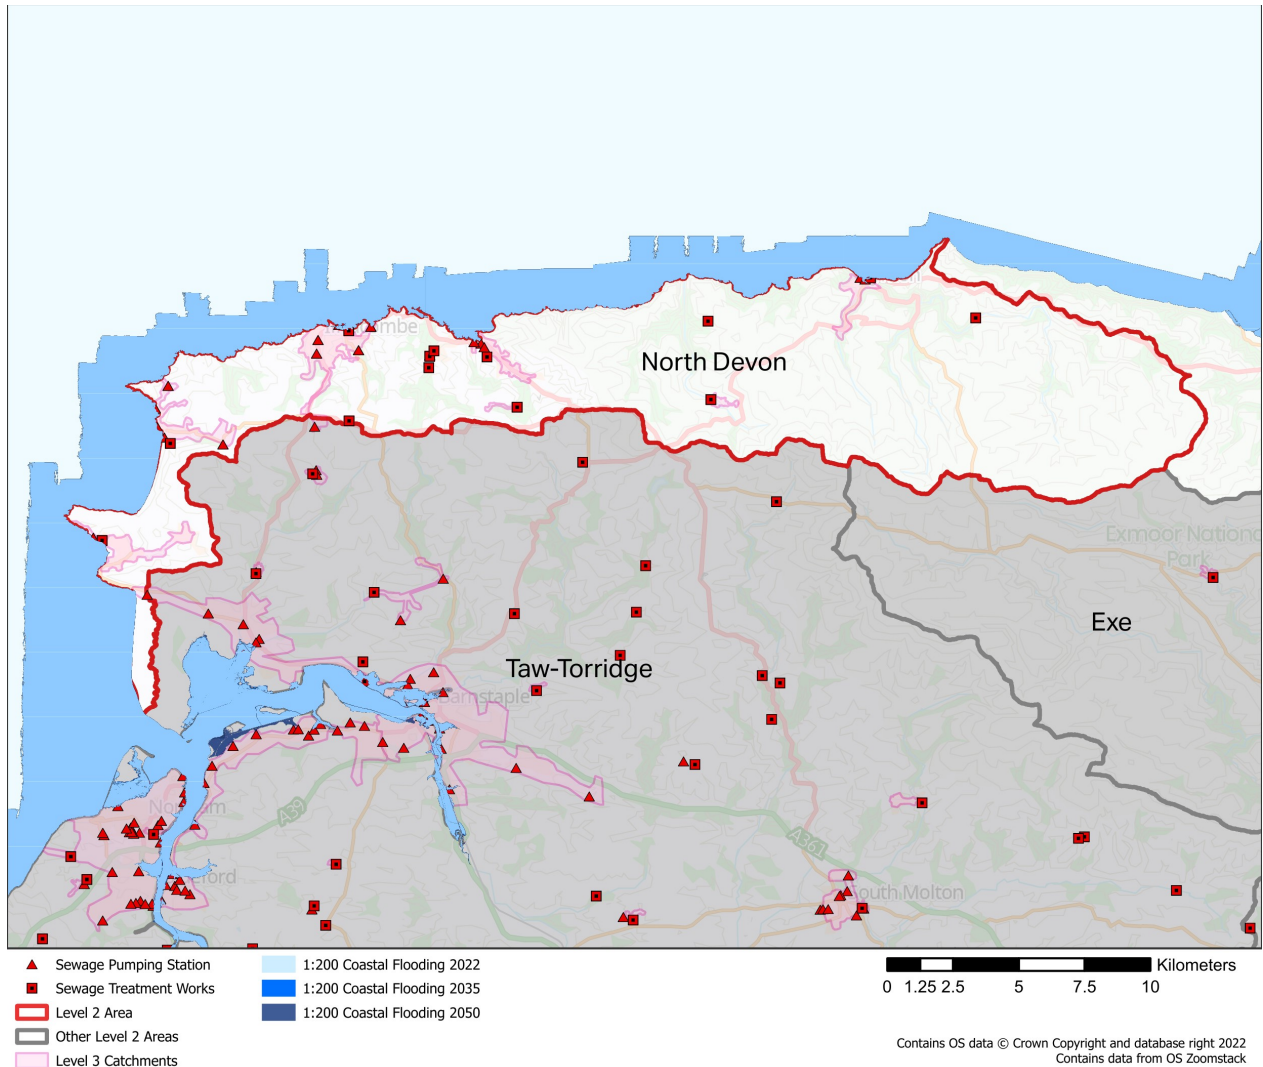 North Devon
Exmoor National
Park
Exe
Taw-Torridge
Barnstaple
A39
A361
South Molton
Sewage Pumping Station
Sewage Treatment Works
Level 2 Area
Other Level 2 Areas
Level 3 Catchments
1:200 Coastal Flooding 2022
1:200 Coastal Flooding 2035
1:200 Coastal Flooding 2050
Kilometers
0 1.25 2.5 5 7.5 10
Contains OS data © Crown Copyright and database right 2022
Contains data from OS Zoomstack